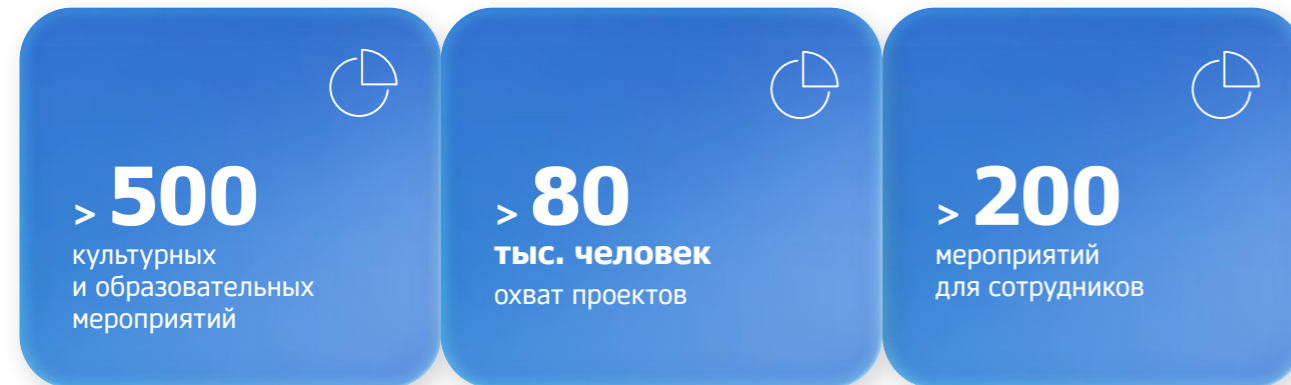 > 500
культурных
и образовательных
мероприятий
> 80
тыс. человек
охват проектов
> 200
мероприятий
для сотрудников